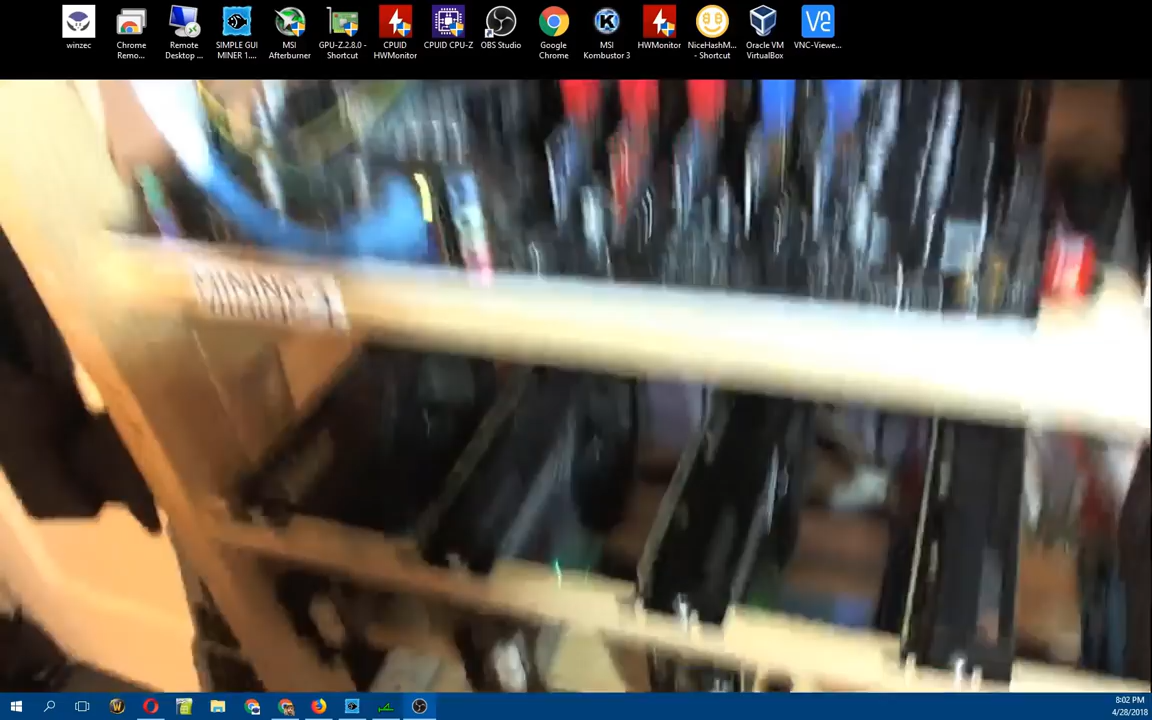 winzec
Chrome Remo...
Remote Desktop ...
SIMPLE GUI MINER 1....
MSI Afterburner
GPU-Z.2.8.0 - Shortcut
CPUID HWMonitor
CPUID CPU-Z
OBS Studio
Google Chrome
MSI Kombustor 3
HWMonitor
NiceHashM... - Shortcut
Oracle VM VirtualBox
VNC-Viewe...
MINING
8:02 PM
4/28/2018